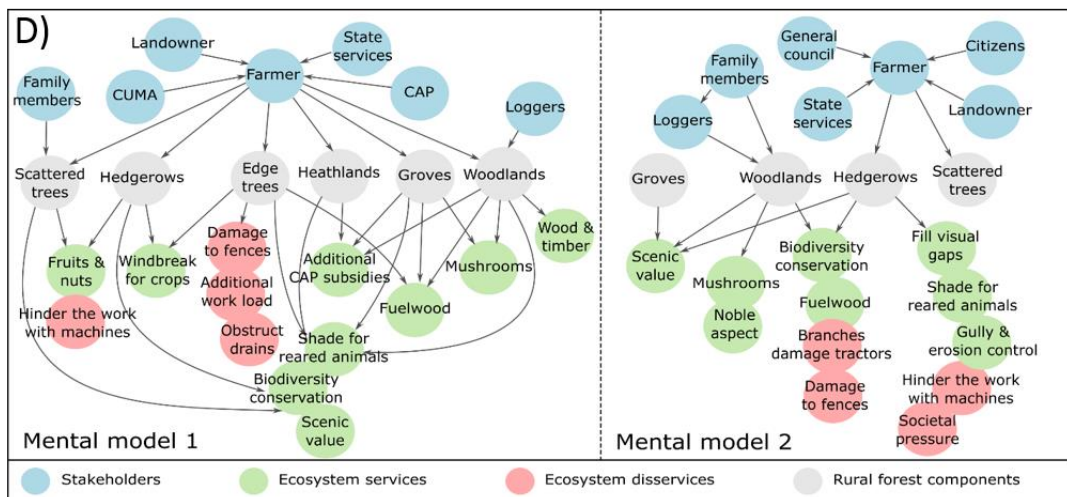 D)
Landowner
State
services
Family
members
CUMA
Farmer
CAP
Loggers
Scattered
trees
Hedgerows
Edge
trees
Heathlands
Groves
Woodlands
Fruits &
nuts
Hinder the work
with machines
Windbreak
for crops
Damage
to fences
Additional
work load
Obstruct
drains
Additional
CAP subsidies
Fuelwood
Mushrooms
Wood &
timber
Shade for
reared animals
Biodiversity
conservation
Scenic
value
Mental model 1
General
council
Citizens
Family
members
Farmer
Loggers
State
services
Landowner
Groves
Woodlands
Hedgerows
Scattered
trees
Scenic
value
Mushrooms
Noble
aspect
Biodiversity
conservation
Fuelwood
Branches
damage tractors
Damage
to fences
Fill visual
gaps
Shade for
reared animals
Gully &
erosion control
Hinder the work
with machines
Societal
pressure
Mental model 2
Stakeholders
Ecosystem services
Ecosystem disservices
Rural forest components